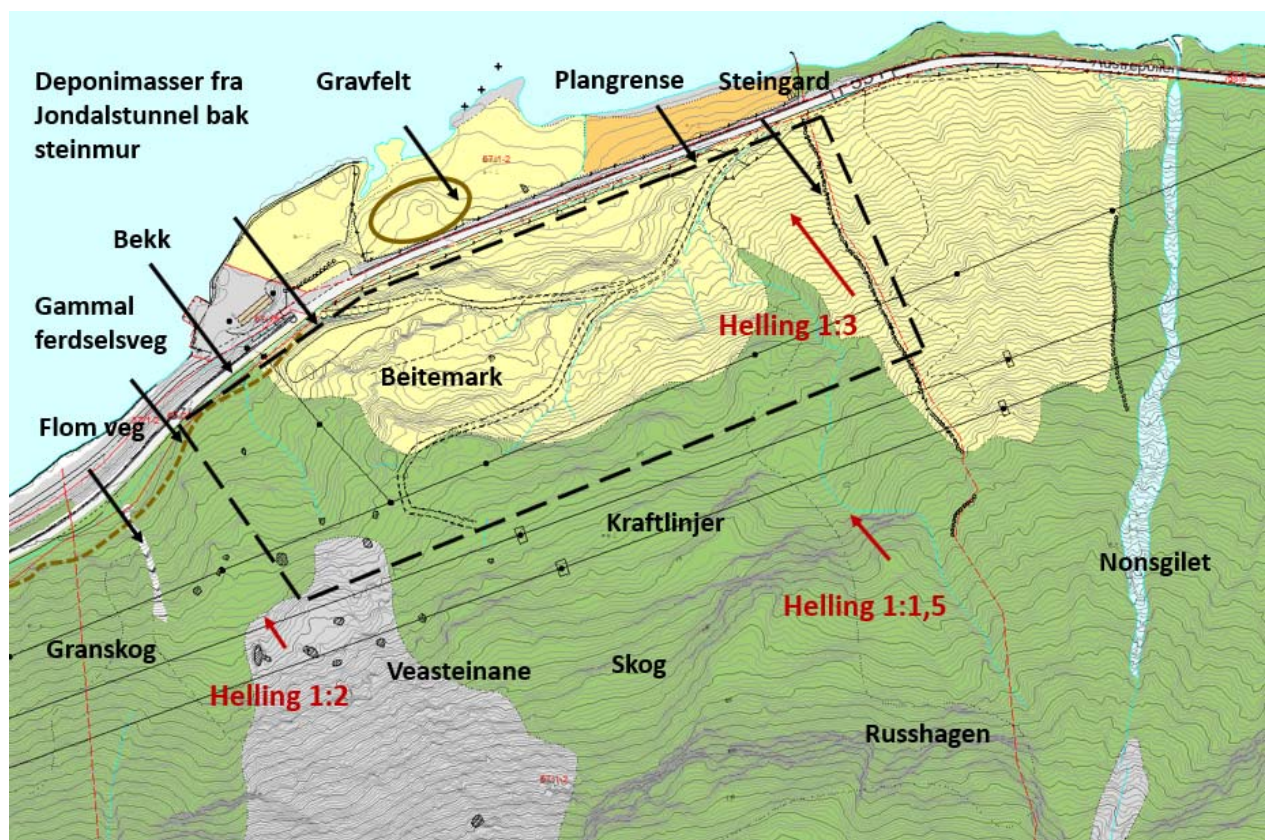 Deponimasser fra
Jondalstunnel bak
steinmur
Gravfelt
Plangrense
Steingard
Bekk
Gammal
ferdselsveg
Flom veg
Beitemark
Helling 1:3
Kraftlinjer
Nonsgilet
Helling 1:1,5
Granskog
Veasteinane
Skog
Helling 1:2
Russhagen